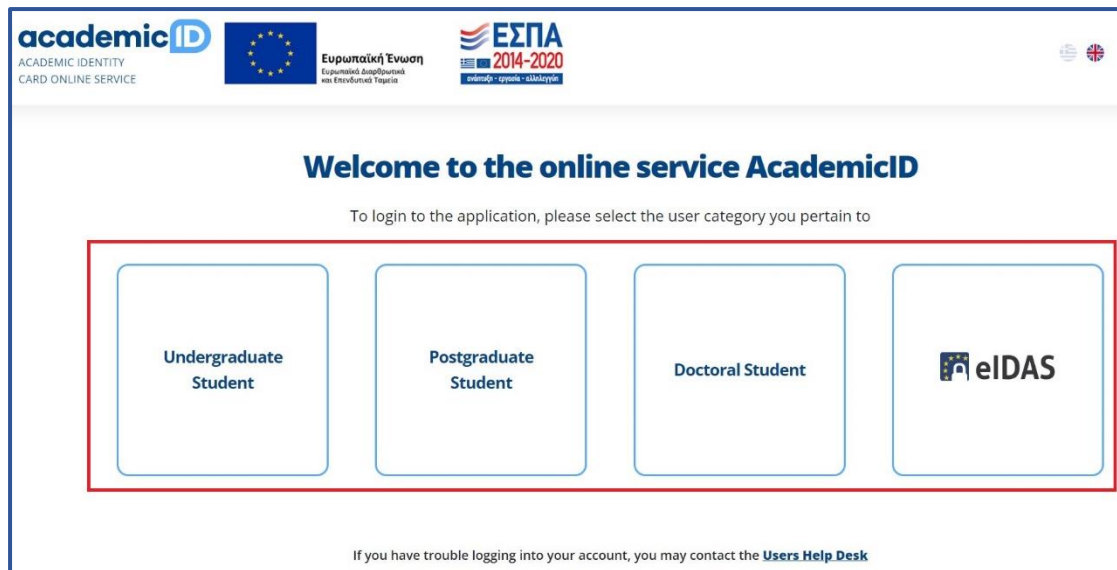 academicID
ACADEMIC IDENTITY
CARD ONLINE SERVICE
Ευρωπαϊκή Ένωση
Ευρωπαϊκά Διαρθρωτικά
και Επενδυτικά Ταμεία
ΕΣΠΑ
2014-2020
ανάπτυξη - εργασία - αλληλεγγύη
Welcome to the online service AcademicID
To login to the application, please select the user category you pertain to
Undergraduate
Student
Postgraduate
Student
Doctoral Student
eIDAS
If you have trouble logging into your account, you may contact the Users Help Desk